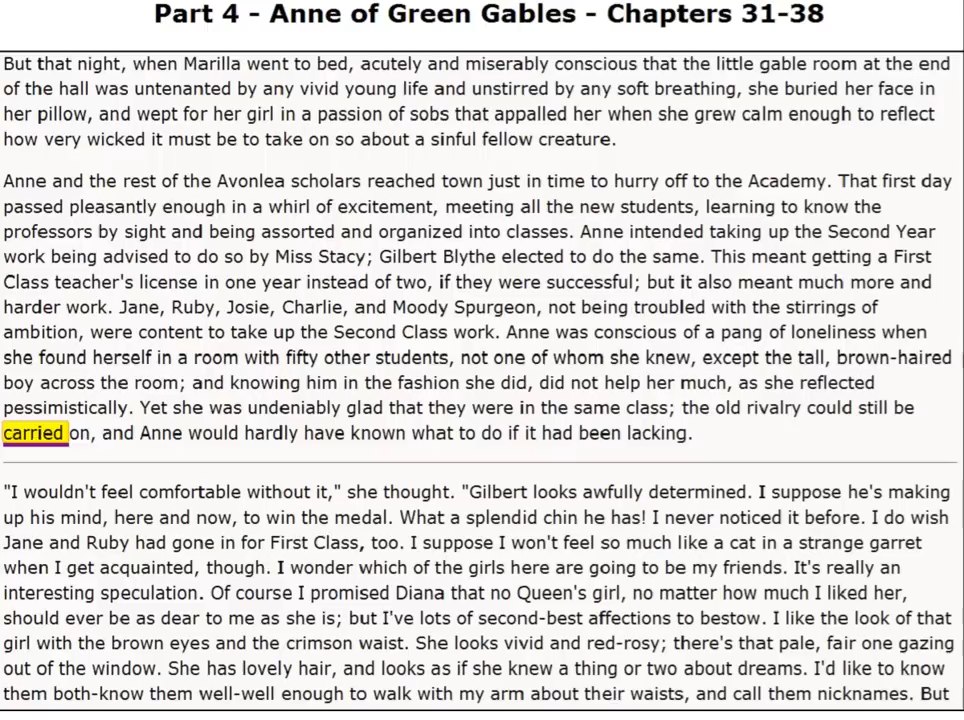 Part 4 - Anne of Green Gables - Chapters 31-38
But that night, when Marilla went to bed, acutely and miserably conscious that the little gable room at the end
of the hall was untenanted by any vivid young life and unstirred by any soft breathing, she buried her face in
her pillow, and wept for her girl in a passion of sobs that appalled her when she grew calm enough to reflect
how very wicked it must be to take on so about a sinful fellow creature.
Anne and the rest of the Avonlea scholars reached town just in time to hurry off to the Academy. That first day
passed pleasantly enough in a whirl of excitement, meeting all the new students, learning to know the
professors by sight and being assorted and organized into classes. Anne intended taking up the Second Year
work being advised to do so by Miss Stacy; Gilbert Blythe elected to do the same. This meant getting a First
Class teacher's license in one year instead of two, if they were successful; but it also meant much more and
harder work. Jane, Ruby, Josie, Charlie, and Moody Spurgeon, not being troubled with the stirrings of
ambition, were content to take up the Second Class work. Anne was conscious of a pang of loneliness when
she found herself in a room with fifty other students, not one of whom she knew, except the tall, brown-haired
boy across the room; and knowing him in the fashion she did, did not help her much, as she reflected
pessimistically. Yet she was undeniably glad that they were in the same class; the old rivalry could still be
carried on, and Anne would hardly have known what to do if it had been lacking.
"I wouldn't feel comfortable without it," she thought. "Gilbert looks awfully determined. I suppose he's making
up his mind, here and now, to win the medal. What a splendid chin he has! I never noticed it before. I do wish
Jane and Ruby had gone in for First Class, too. I suppose I won't feel so much like a cat in a strange garret
when I get acquainted, though. I wonder which of the girls here are going to be my friends. It's really an
interesting speculation. Of course I promised Diana that no Queen's girl, no matter how much I liked her,
should ever be as dear to me as she is; but I've lots of second-best affections to bestow. I like the look of that
girl with the brown eyes and the crimson waist. She looks vivid and red-rosy; there's that pale, fair one gazing
out of the window. She has lovely hair, and looks as if she knew a thing or two about dreams. I'd like to know
them both-know them well-well enough to walk with my arm about their waists, and call them nicknames. But